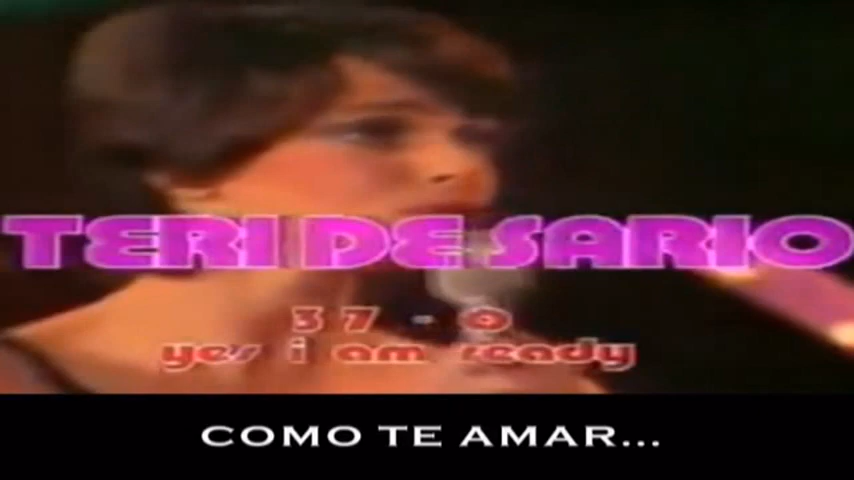 TERI DE SARIO
37 - 0
yes i am ready
COMO TE AMAR...